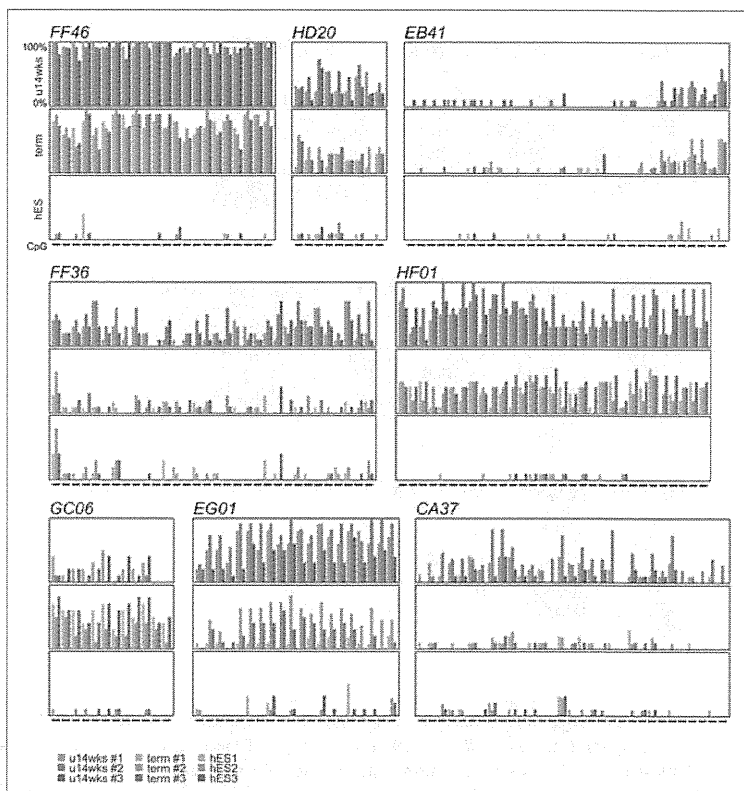 FF46 HD20 EB41
100%
u14wks
0%
term
hES
CpG
FF36 HF01
GC06 EG01 CA37
u14wks #1 term #1 hES1
u14wks #2 term #2 hES2
u14wks #3 term #3 hES3